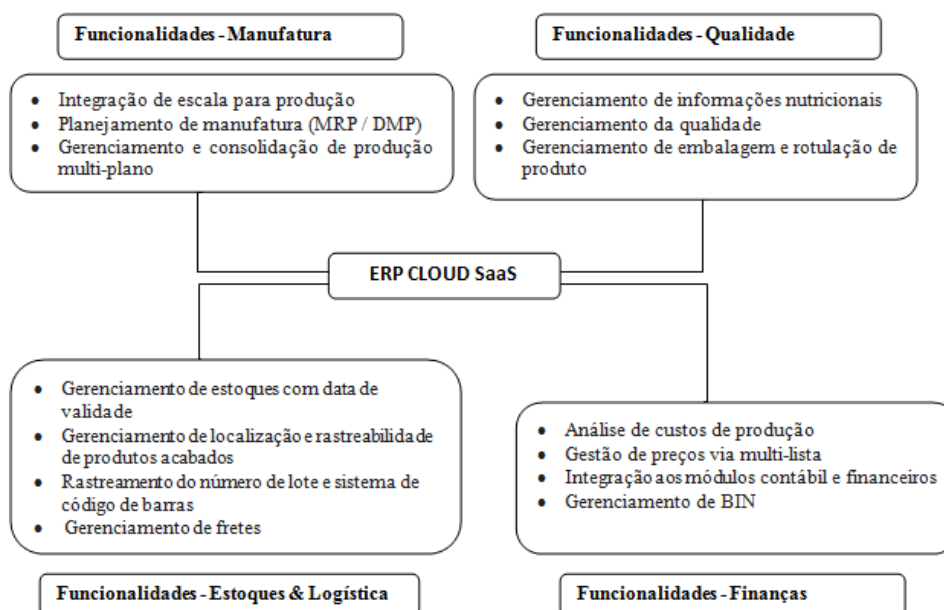 Funcionalidades - Manufatura
Funcionalidades - Qualidade
• Integração de escala para produção
• Planejamento de manufatura (MRP / DMP)
• Gerenciamento e consolidação de produção
multi-plano
• Gerenciamento de informações nutricionais
• Gerenciamento da qualidade
• Gerenciamento de embalagem e rotulação de
produto
ERP CLOUD SaaS
• Gerenciamento de estoques com data de
validade
• Gerenciamento de localização e rastreabilidade
de produtos acabados
• Rastreamento do número de lote e sistema de
código de barras
• Gerenciamento de fretes
• Análise de custos de produção
• Gestão de preços via multi-lista
• Integração aos módulos contábil e financeiros
• Gerenciamento de BIN
Funcionalidades - Estoques & Logística
Funcionalidades - Finanças